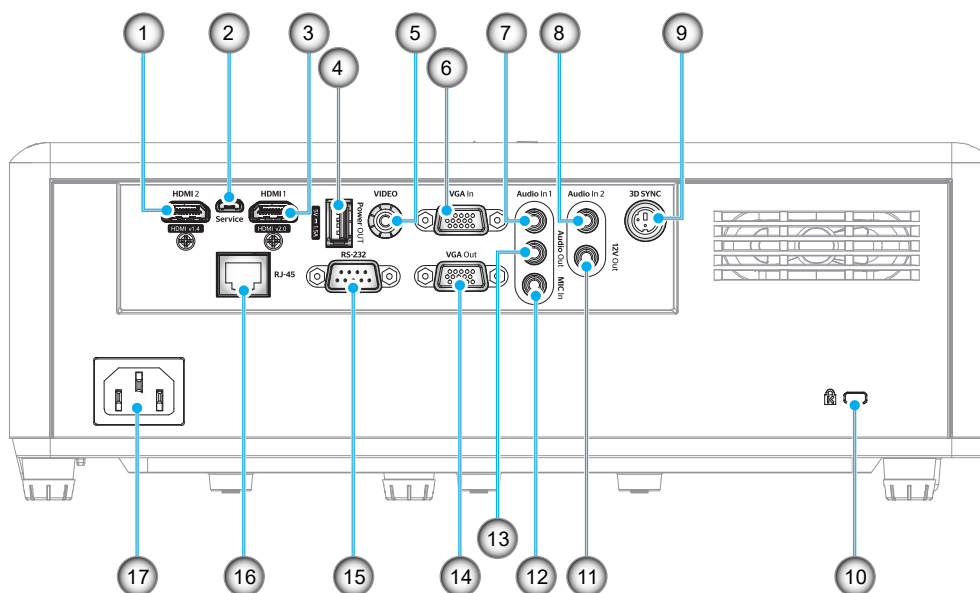 1 2 3 4 5 6 7 8 9
HDMI 2 HDMI 1 VIDEO VGA In Audio In 1 Audio In 2 3D SYNC
Service
HDMI v1.4 HDMI v2.0
5V 1.5A
Power OUT
Audio Out
12V Out
MIC In
RJ-45 RS-232 VGA Out
K
10 11 12 13 14 15 16 17